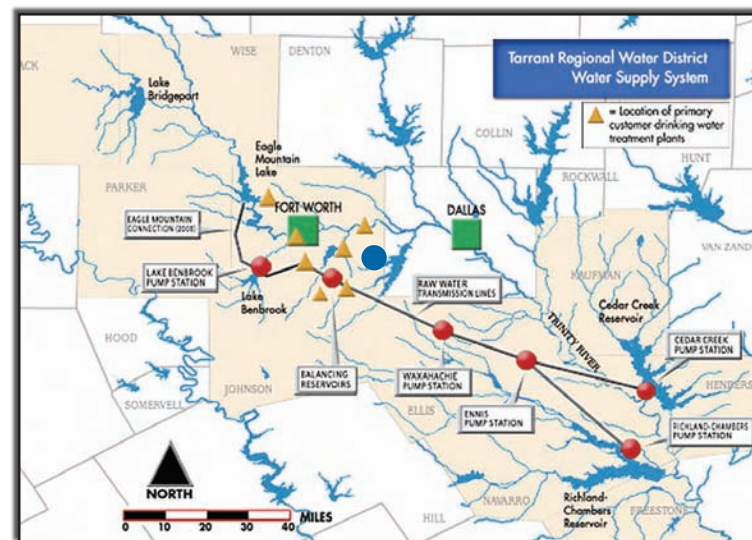 Tarrant Regional Water District
Water Supply System
= Location of primary
customer drinking water
treatment plants
WISE
DENTON
Lake
Bridgeport
COLLIN
HUNT
Eagle
Mountain
Lake
ROCKWALL
PARKER
FORT WORTH
DALLAS
EAGLE MOUNTAIN
CONNECTION (2008)
VAN ZAND
KAUFMAN
LAKE BENBROOK
PUMP STATION
RAW WATER
TRANSMISSION LINES
Lake
Benbrook
Cedar Creek
Reservoir
TRINITY RIVER
HOOD
CEDAR CREEK
PUMP STATION
BALANCING
RESERVOIRS
WAXAHACHIE
PUMP STATION
HENDERS
JOHNSON
ENNIS
PUMP STATION
SOMERVELL
ELLIS
RICHLAND-CHAMBERS
PUMP STATION
NORTH
NAVARRO
Richland-
Chambers
Reservoir
FREESTONE
0 10 20 30 40 MILES
HILL